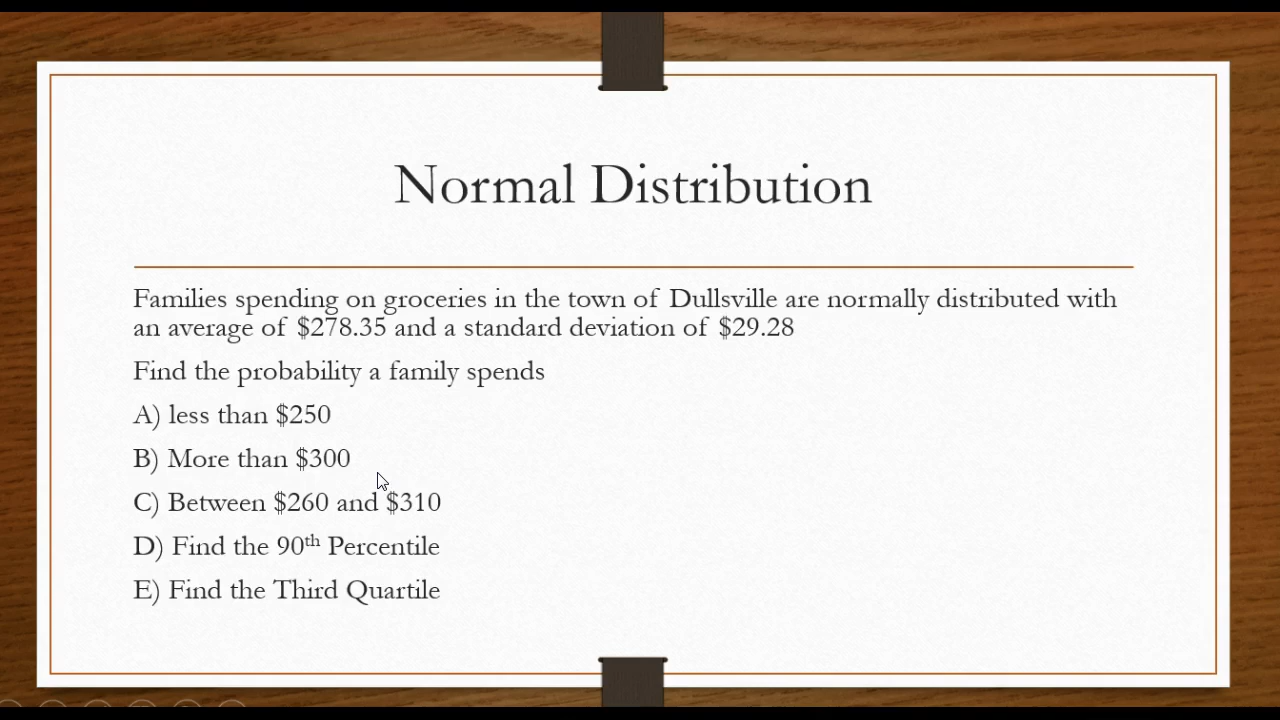 Normal Distribution
Families spending on groceries in the town of Dullsville are normally distributed with
an average of $278.35 and a standard deviation of $29.28
Find the probability a family spends
A) less than $250
B) More than $300
C) Between $260 and $310
D) Find the 90th Percentile
E) Find the Third Quartile